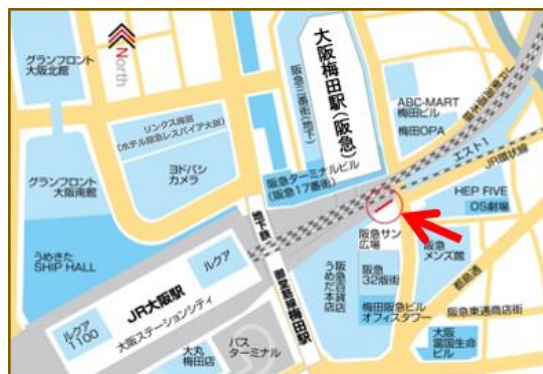 グランフロント
大阪北館
North
大阪梅田駅(阪急)
阪急三番街(地下)
JR東海道本線
リンクス梅田
(ホテル阪急レスパイア大阪)
ABC-MART
梅田ビル
梅田OPA
エスト1
JR環状線
グランフロント
大阪南館
ヨドバシ
カメラ
阪急ターミナルビル
(阪急17番街)
HEP FIVE
OS劇場
うめきた
SHIP HALL
ルクア
地下鉄
御堂筋線梅田駅
阪急サン
広場
阪急
メンズ館
阪急百貨店
うめだ本店
阪急
32版街
都島通
JR大阪駅
大阪ステーションシティ
ルクア
1100
大丸
梅田店
バス
ターミナル
梅田阪急ビル
オフィスタワー
阪急東通商店街
大阪
富国生命
ビル